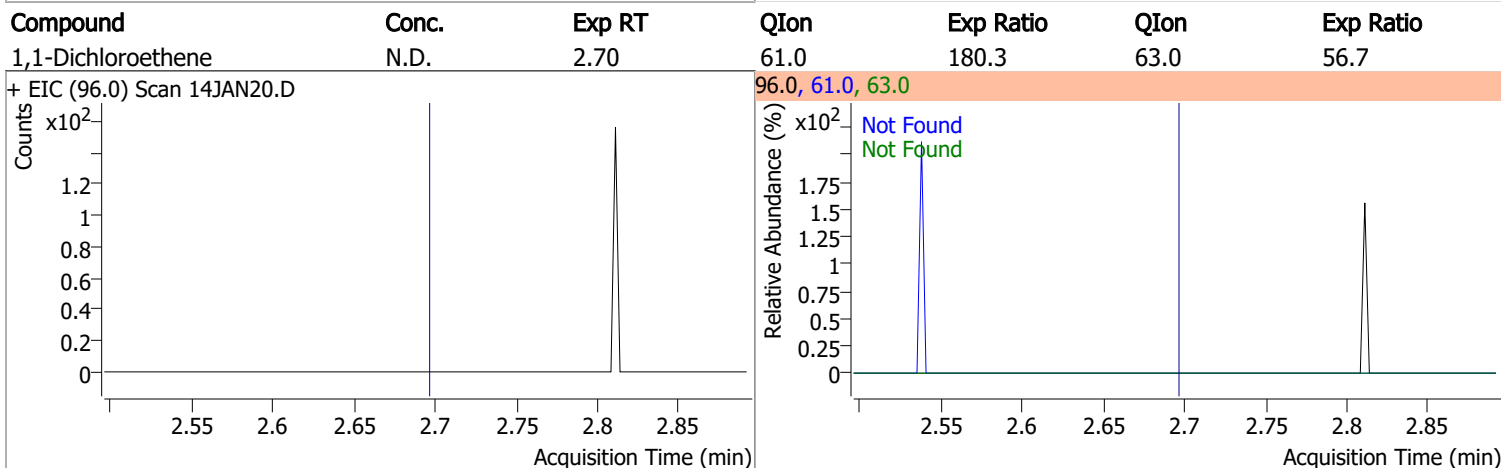 Compound Conc. Exp RT QIon Exp Ratio QIon Exp Ratio
1,1-Dichloroethene N.D. 2.70 61.0 180.3 63.0 56.7
+ EIC (96.0) Scan 14JAN20.D
Counts
x10²
1.2
1
0.8
0.6
0.4
0.2
0
2.55 2.6 2.65 2.7 2.75 2.8 2.85
Acquisition Time (min)
96.0, 61.0, 63.0
Relative Abundance (%)
x10²
Not Found
Not Found
1.75
1.5
1.25
1
0.75
0.5
0.25
0
2.55 2.6 2.65 2.7 2.75 2.8 2.85
Acquisition Time (min)